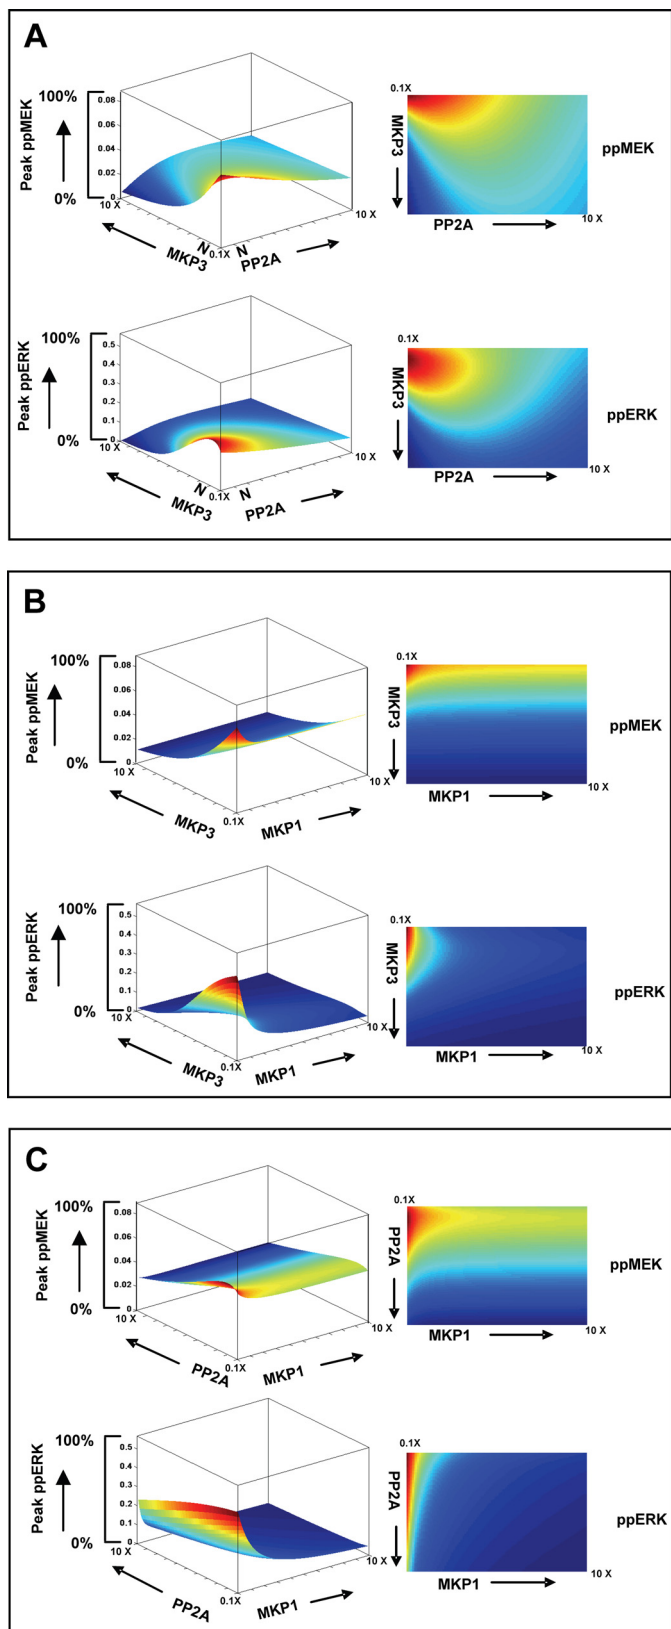 A
100%
Peak ppMEK
0%
0.08
0.06
0.04
0.02
0
10 X
MKP3
N
0.1X
N
PP2A
10 X
0.1X
MKP3
PP2A
10 X
ppMEK
100%
Peak ppERK
0%
0.5
0.4
0.3
0.2
0.1
0
10 X
MKP3
N
0.1X
N
PP2A
10 X
0.1X
MKP3
PP2A
10 X
ppERK
B
100%
Peak ppMEK
0%
0.08
0.06
0.04
0.02
0
10 X
MKP3
0.1X
MKP1
10 X
0.1X
MKP3
MKP1
10 X
ppMEK
100%
Peak ppERK
0%
0.5
0.4
0.3
0.2
0.1
0
10 X
MKP3
0.1X
MKP1
10 X
0.1X
MKP3
MKP1
10 X
ppERK
C
100%
Peak ppMEK
0%
0.08
0.06
0.04
0.02
0
10 X
PP2A
0.1X
MKP1
10 X
0.1X
PP2A
MKP1
10 X
ppMEK
100%
Peak ppERK
0%
0.5
0.4
0.3
0.2
0.1
0
10 X
PP2A
0.1X
MKP1
10 X
0.1X
PP2A
MKP1
10 X
ppERK